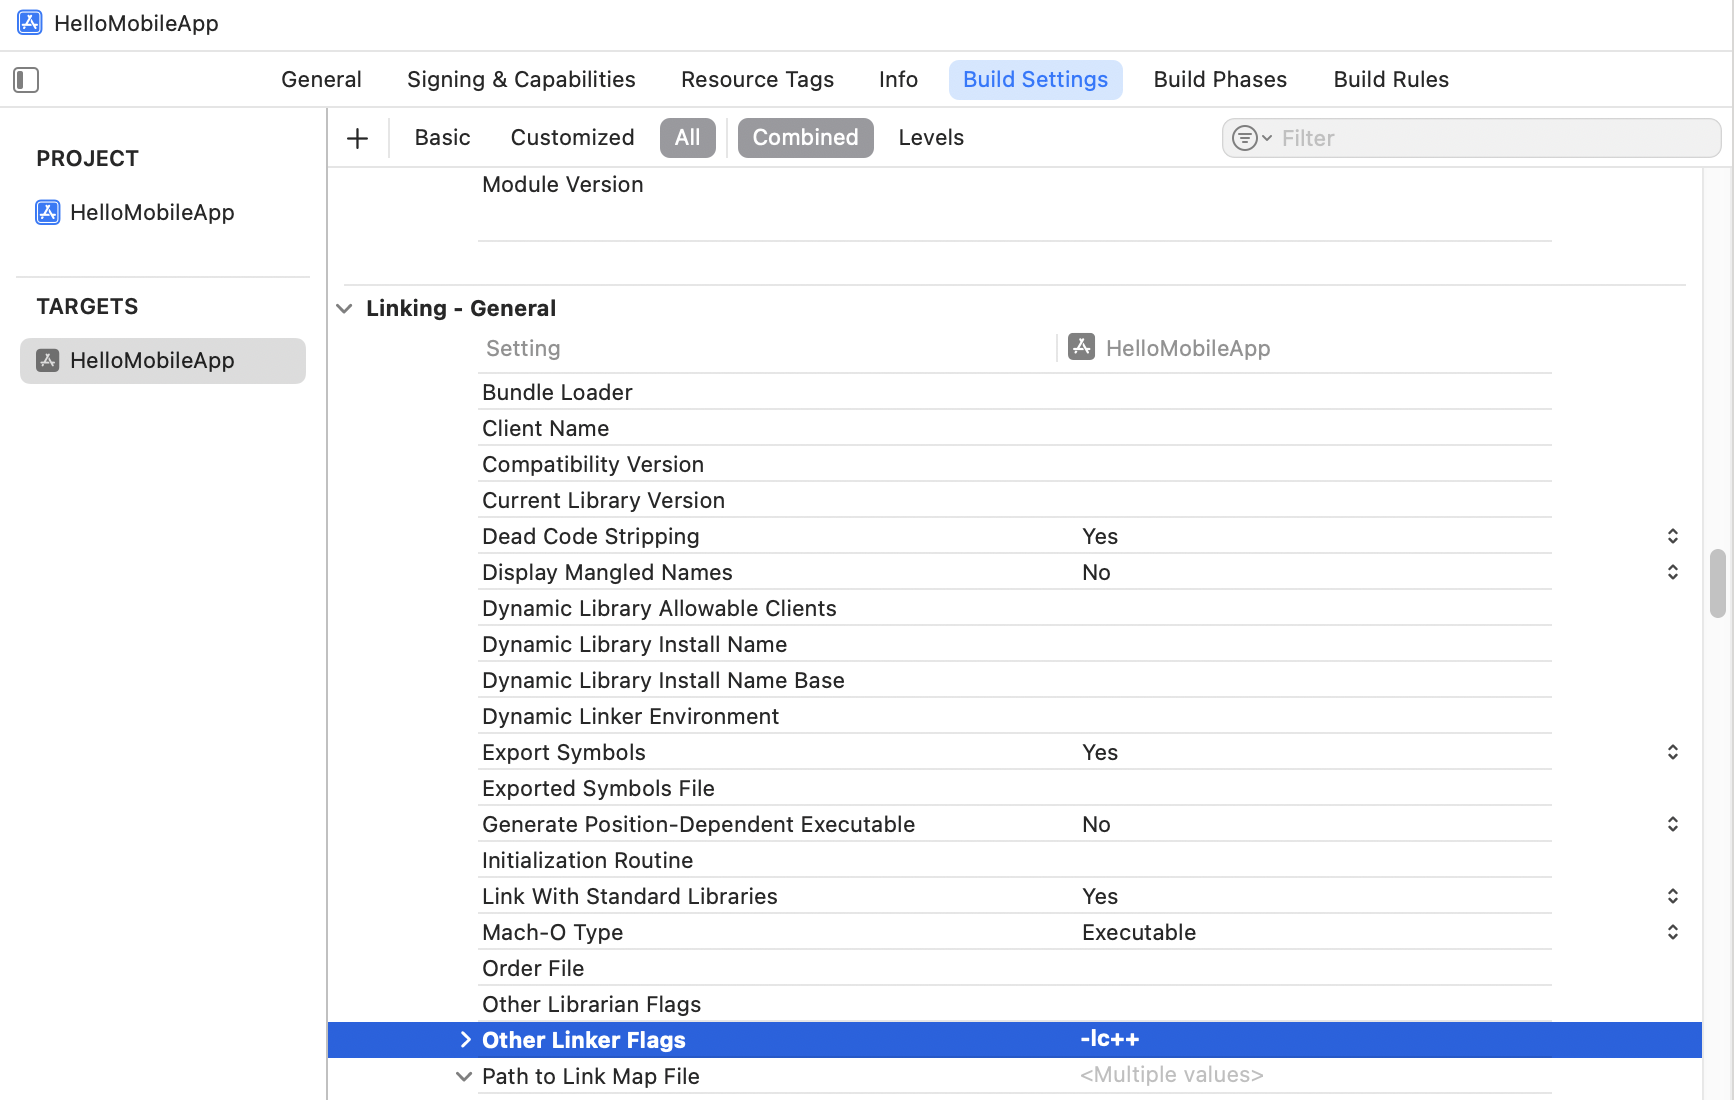 HelloMobileApp
General Signing & Capabilities Resource Tags Info Build Settings Build Phases Build Rules
PROJECT
HelloMobileApp
TARGETS
HelloMobileApp
Basic Customized All Combined Levels Filter
Module Version
Linking - General
Setting HelloMobileApp
Bundle Loader
Client Name
Compatibility Version
Current Library Version
Dead Code Stripping Yes
Display Mangled Names No
Dynamic Library Allowable Clients
Dynamic Library Install Name
Dynamic Library Install Name Base
Dynamic Linker Environment
Export Symbols Yes
Exported Symbols File
Generate Position-Dependent Executable No
Initialization Routine
Link With Standard Libraries Yes
Mach-O Type Executable
Order File
Other Librarian Flags
Other Linker Flags -lc++
Path to Link Map File <Multiple values>